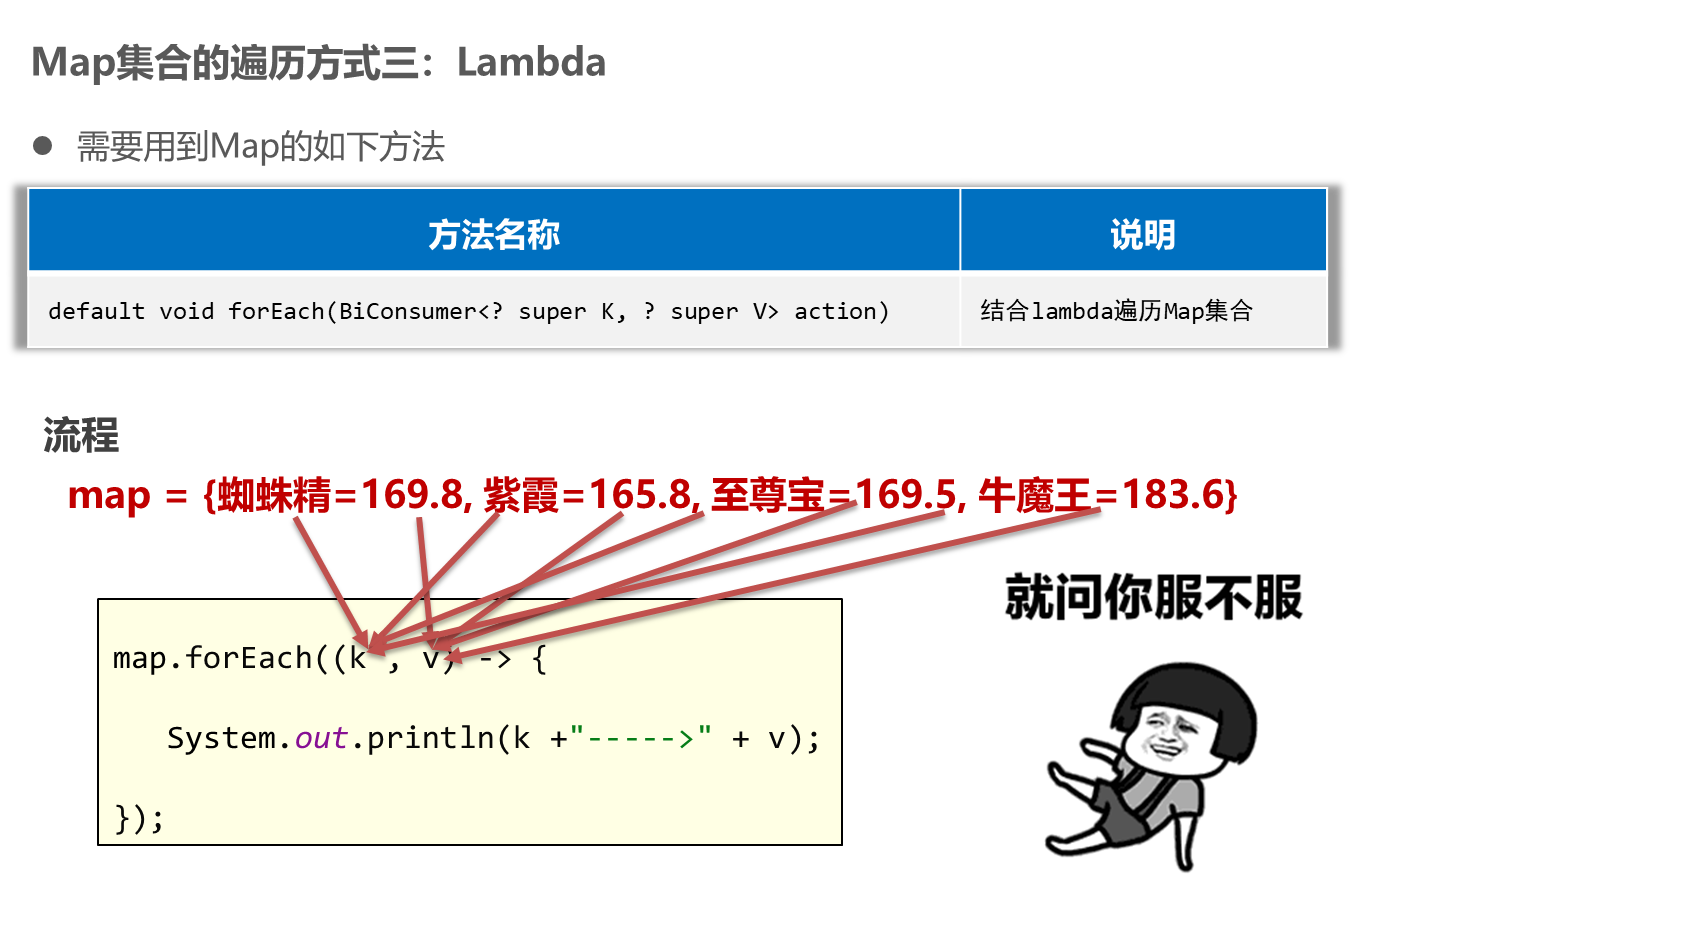 Map集合的遍历方式三：Lambda
● 需要用到Map的如下方法
方法名称 说明
default void forEach(BiConsumer<? super K, ? super V> action) 结合lambda遍历Map集合
流程
map = {蜘蛛精=169.8, 紫霞=165.8, 至尊宝=169.5, 牛魔王=183.6}
就问你服不服
map.forEach((k , v) -> {
System.out.println(k +"----->" + v);
});